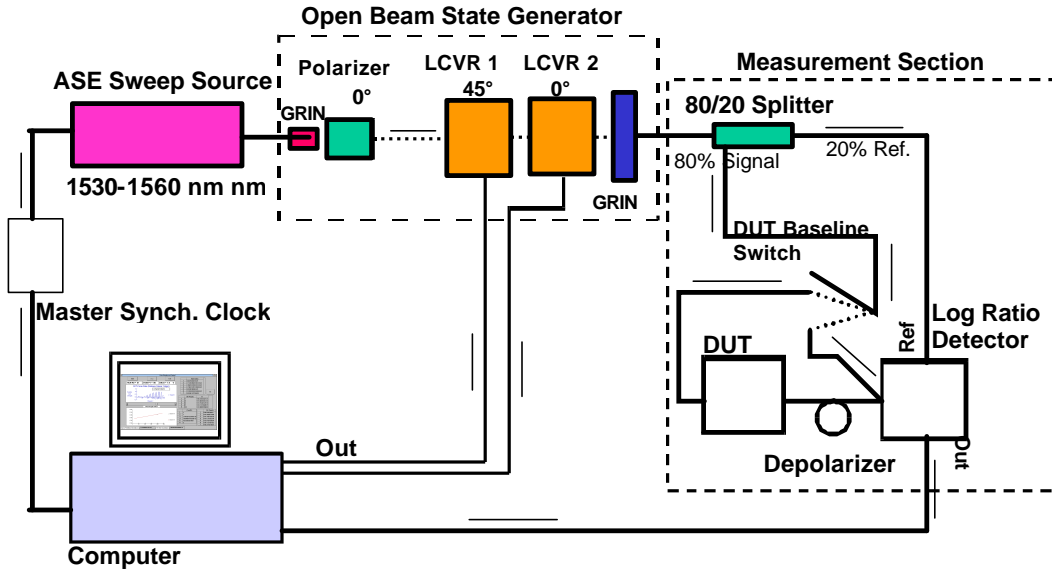 Open Beam State Generator
ASE Sweep Source
Polarizer
0°
LCVR 1
45°
LCVR 2
0°
GRIN
1530-1560 nm nm
GRIN
Measurement Section
80/20 Splitter
80% Signal
20% Ref.
DUT Baseline
Switch
Master Synch. Clock
Log Ratio
Detector
Ref
DUT
Out
Depolarizer
Computer